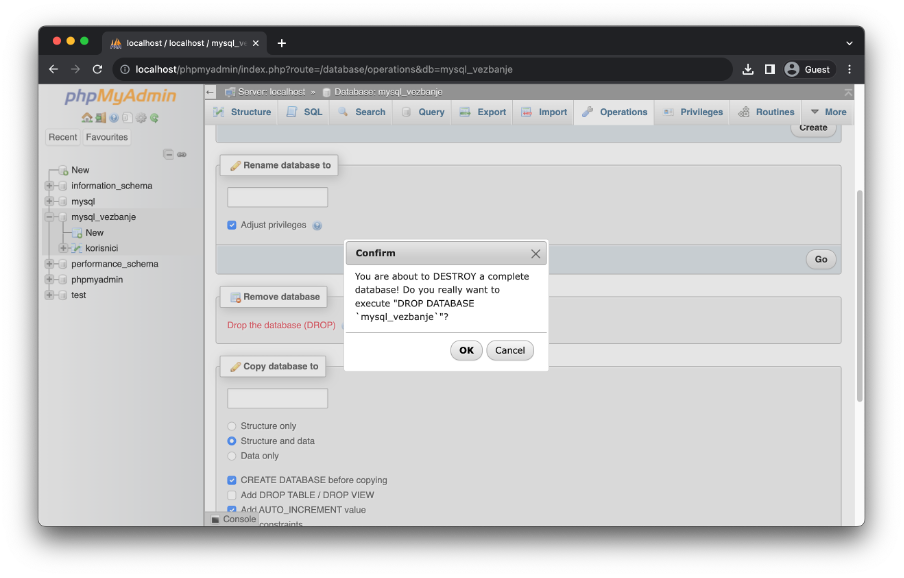 localhost / localhost / mysql_ve
localhost/phpmyadmin/index.php?route=/database/operations&db=mysql_vezbanje
Guest
phpMyAdmin
Server: localhost » Database: mysql_vezbanje
Structure SQL Search Query Export Import Operations Privileges Routines More
Recent Favourites
New
information_schema
mysql
mysql_vezbanje
New
korisnici
performance_schema
phpmyadmin
test
Create
Rename database to
Adjust privileges
Go
Remove database
Drop the database (DROP)
Copy database to
Structure only
Structure and data
Data only
CREATE DATABASE before copying
Add DROP TABLE / DROP VIEW
Add AUTO_INCREMENT value
constraints
Console
Confirm
You are about to DESTROY a complete
database! Do you really want to
execute "DROP DATABASE
`mysql_vezbanje`"?
OK Cancel